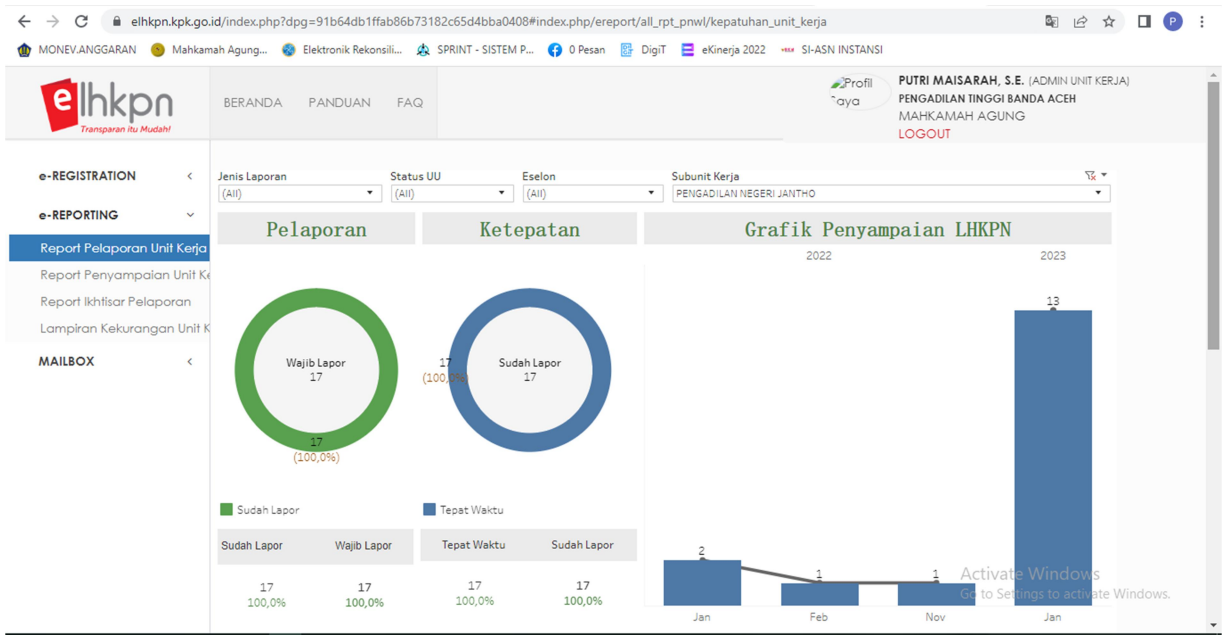 elhkpn.kpk.go.id/index.php?dpg=91b64db1ffab86b73182c65d4bba0408#index.php/ereport/all_rpt_pnwl/kepatuhan_unit_kerja
P
MONEV.ANGGARAN Mahkamah Agung... Elektronik Rekonsili... SPRINT - SISTEM P... 0 Pesan DigiT eKinerja 2022 SI-ASN INSTANSI
elhkpn
Transparan itu Mudah!
BERANDA PANDUAN FAQ
Profil
Saya
PUTRI MAISARAH, S.E. (ADMIN UNIT KERJA)
PENGADILAN TINGGI BANDA ACEH
MAHKAMAH AGUNG
LOGOUT
e-REGISTRATION
e-REPORTING
Report Pelaporan Unit Kerja
Report Penyampaian Unit Ke
Report Ikhtisar Pelaporan
Lampiran Kekurangan Unit K
MAILBOX
Jenis Laporan Status UU Eselon Subunit Kerja
(All) (All) (All) PENGADILAN NEGERI JANTHO
Pelaporan Ketepatan Grafik Penyampaian LHKPN
2022 2023
Wajib Lapor
17
17
(100,0%)
Sudah Lapor
17
17
(100,0%)
13
2 1 1
Jan Feb Nov Jan
Sudah Lapor Tepat Waktu
Sudah Lapor Wajib Lapor Tepat Waktu Sudah Lapor
17 17 17 17
100,0% 100,0% 100,0% 100,0%
Activate Windows
Go to Settings to activate Windows.